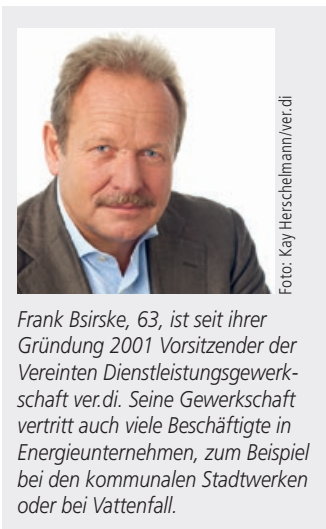 Foto: Kay Herschelmann/ver.di
Frank Bsirske, 63, ist seit ihrer
Gründung 2001 Vorsitzender der
Vereinten Dienstleistungsgewerk-
schaft ver.di. Seine Gewerkschaft
vertritt auch viele Beschäftigte in
Energieunternehmen, zum Beispiel
bei den kommunalen Stadtwerken
oder bei Vattenfall.